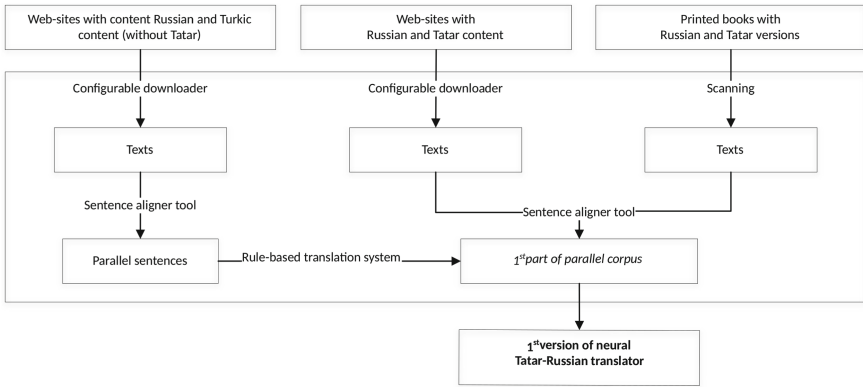 Web-sites with content Russian and Turkic
content (without Tatar)
Web-sites with
Russian and Tatar content
Printed books with
Russian and Tatar versions
Configurable downloader
Configurable downloader
Scanning
Texts
Texts
Texts
Sentence aligner tool
Sentence aligner tool
Parallel sentences
Rule-based translation system
1stpart of parallel corpus
1stversion of neural
Tatar-Russian translator